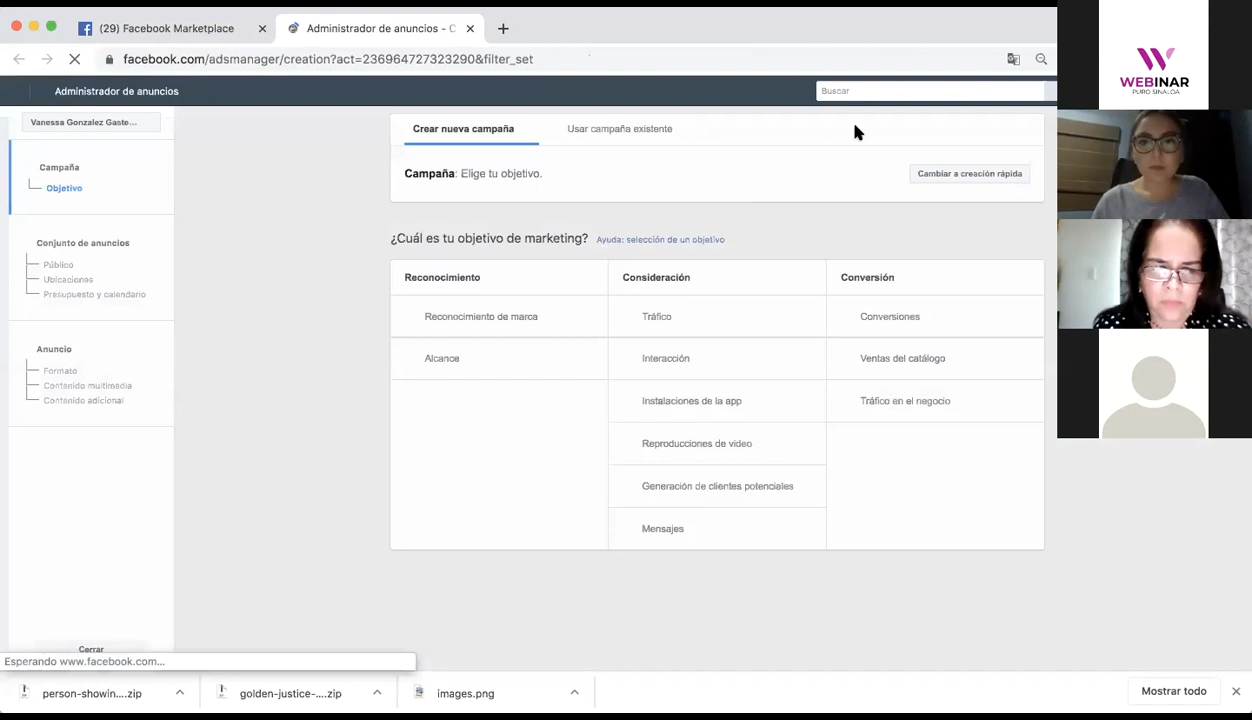 (29) Facebook Marketplace
Administrador de anuncios - C
facebook.com/adsmanager/creation?act=236964727323290&filter_set
Administrador de anuncios
Buscar
Vanessa Gonzalez Gaste...
Campaña
Objetivo
Conjunto de anuncios
Público
Ubicaciones
Presupuesto y calendario
Anuncio
Formato
Contenido multimedia
Contenido adicional
Cerrar
Crear nueva campaña
Usar campaña existente
Campaña: Elige tu objetivo.
Cambiar a creación rápida
¿Cuál es tu objetivo de marketing?
Ayuda: selección de un objetivo
Reconocimiento
Consideración
Conversión
Reconocimiento de marca
Tráfico
Conversiones
Alcance
Interacción
Ventas del catálogo
Instalaciones de la app
Tráfico en el negocio
Reproducciones de video
Generación de clientes potenciales
Mensajes
WEBINAR
PURO SINALOA
Esperando www.facebook.com...
person-showin....zip
golden-justice-....zip
images.png
Mostrar todo